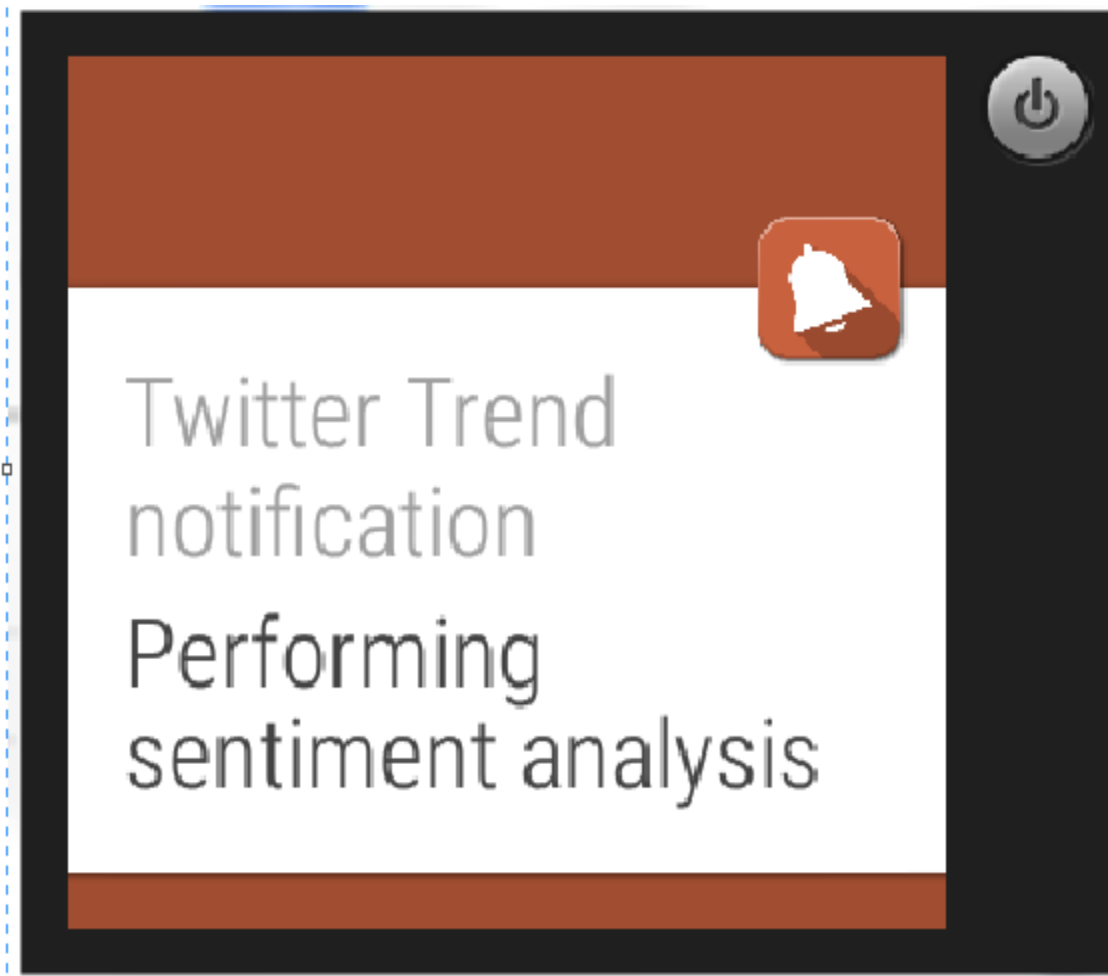 Twitter Trend
notification
Performing
sentiment analysis